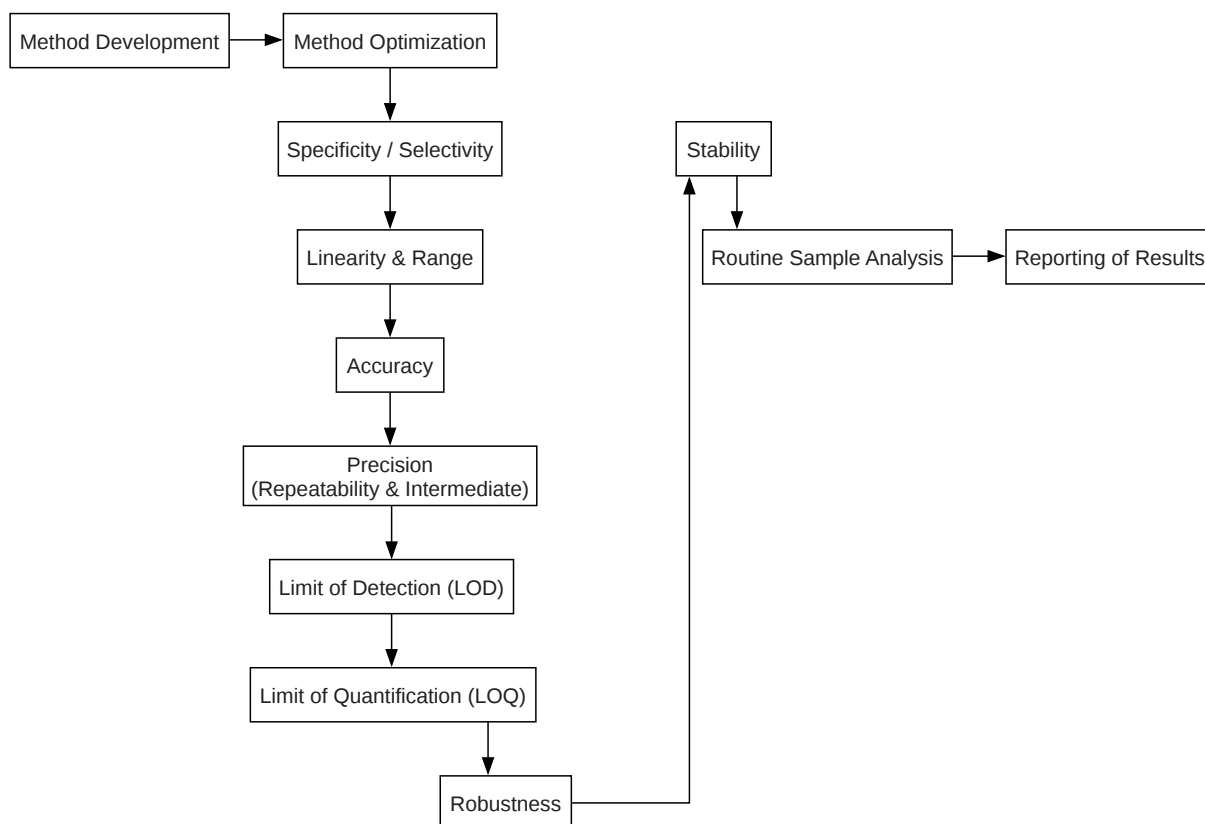 Method Development
Method Optimization
Specificity / Selectivity
Linearity & Range
Accuracy
Precision
(Repeatability & Intermediate)
Limit of Detection (LOD)
Limit of Quantification (LOQ)
Robustness
Stability
Routine Sample Analysis
Reporting of Results